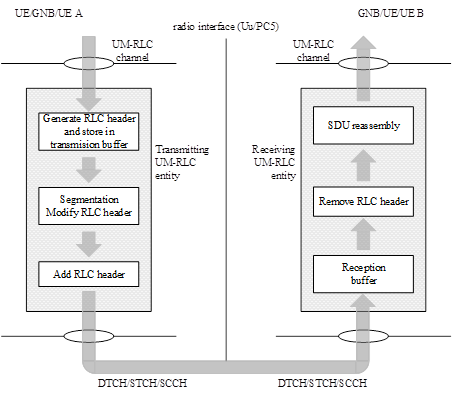 UE/GNB/UE A
GNB/UE/UE B
radio interface (Uu/PC5)
UM-RLC
channel
UM-RLC
channel
Generate RLC header
and store in
transmision buffer
Transmitting
UM-RLC
entity
Segmentation
Modify RLC header
Add RLC header
Receiving
UM-RLC
entity
SDU reassembly
Remove RLC header
Reception
buffer
DTCH/STCH/SCCH
DTCH/STCH/SCCH